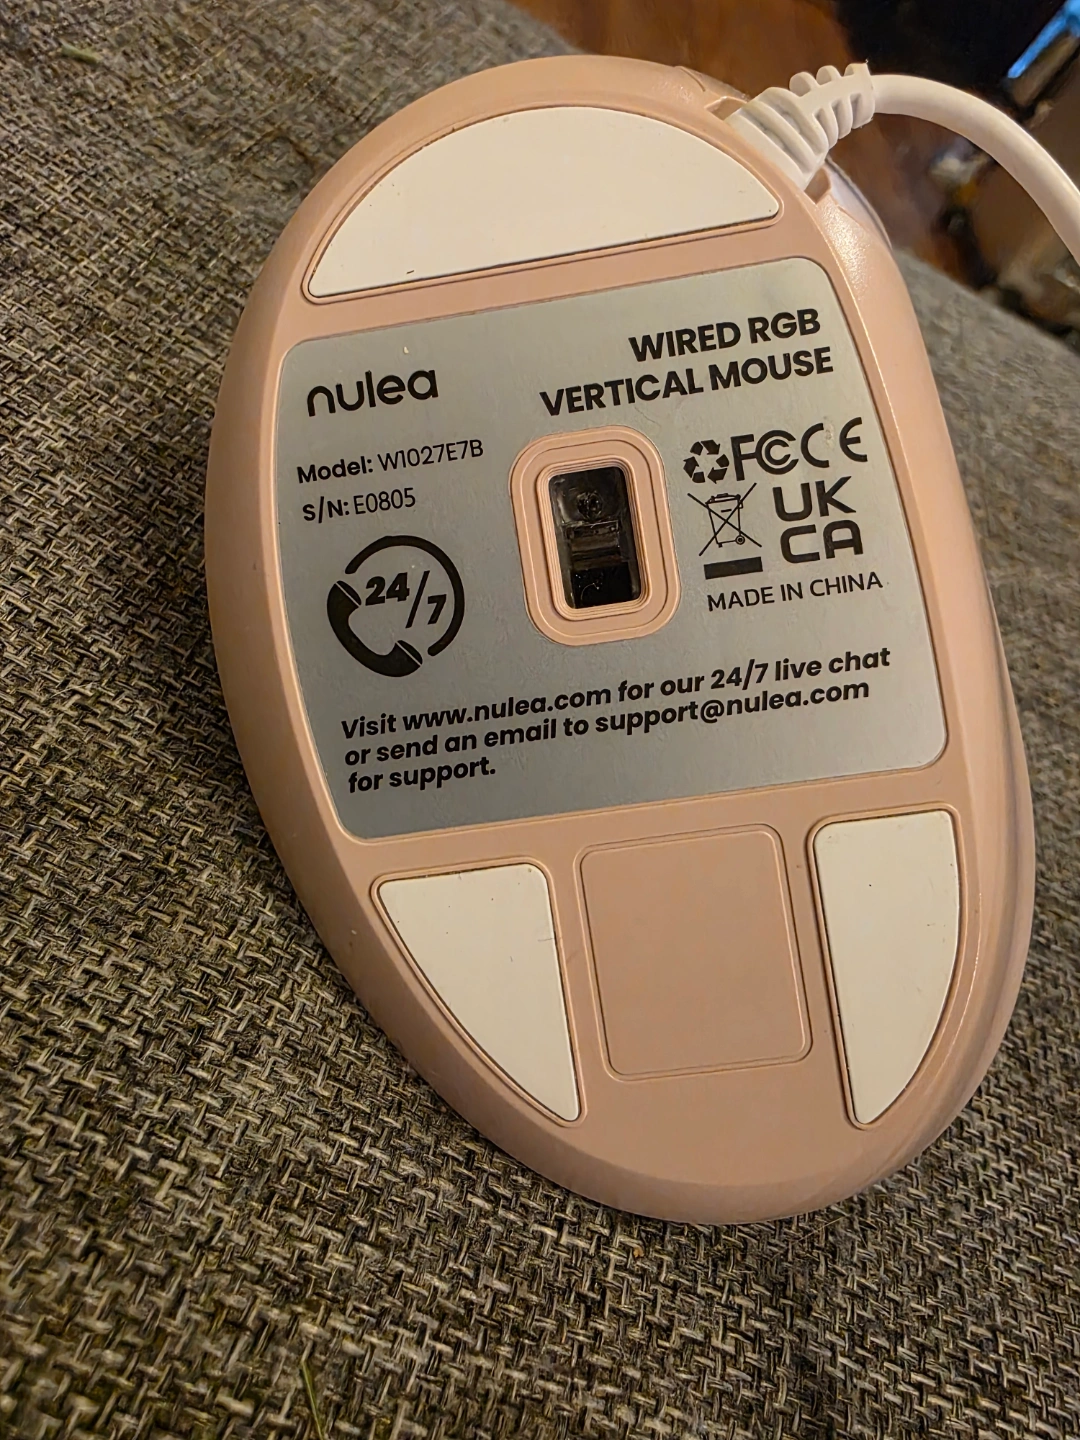 nulea
WIRED RGB
VERTICAL MOUSE
Model: W1027E7B
S/N: E0805
24/7
FC CE
UK
CA
MADE IN CHINA
Visit www.nulea.com for our 24/7 live chat
or send an email to support@nulea.com
for support.